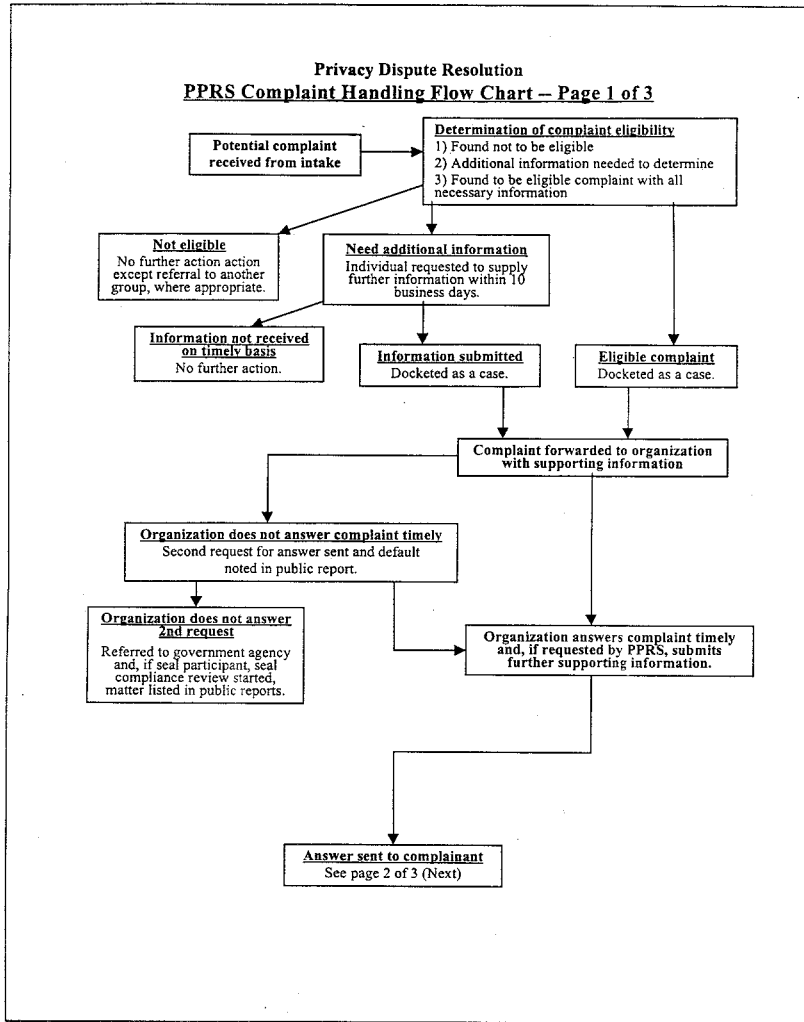 Privacy Dispute Resolution
PPRS Complaint Handling Flow Chart -- Page 1 of 3
Potential complaint
received from intake
Determination of complaint eligibility
1) Found not to be eligible
2) Additional information needed to determine
3) Found to be eligible complaint with all
necessary information
Not eligible
No further action action
except referral to another
group, where appropriate.
Need additional information
Individual requested to supply
further information within 10
business days.
Information not received
on timely basis
No further action.
Information submitted
Docketed as a case.
Eligible complaint
Docketed as a case.
Complaint forwarded to organization
with supporting information
Organization does not answer complaint timely
Second request for answer sent and default
noted in public report.
Organization does not answer
2nd request
Referred to government agency
and, if seal participant, seal
compliance review started,
matter listed in public reports.
Organization answers complaint timely
and, if requested by PPRS, submits
further supporting information.
Answer sent to complainant
See page 2 of 3 (Next)